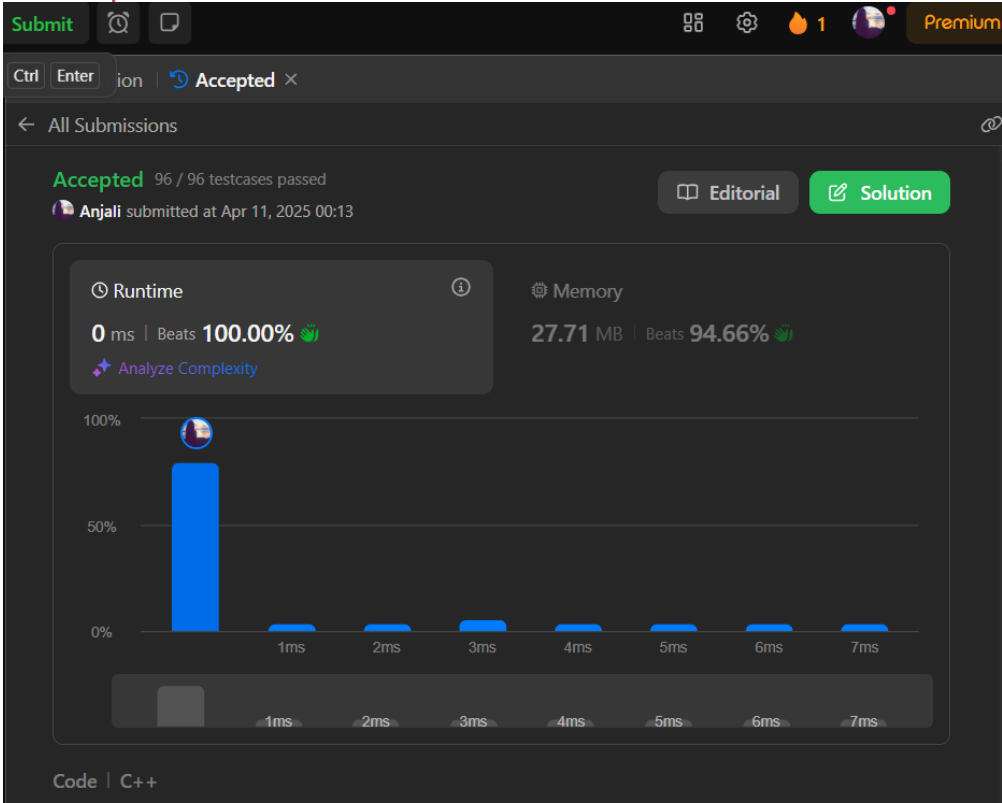 Submit 1 Premium
Ctrl Enter ion Accepted ×
← All Submissions
Accepted 96 / 96 testcases passed
Editorial Solution
Anjali submitted at Apr 11, 2025 00:13
Runtime Memory
0 ms | Beats 100.00% 27.71 MB | Beats 94.66%
Analyze Complexity
100%
50%
0%
1ms 2ms 3ms 4ms 5ms 6ms 7ms
1ms 2ms 3ms 4ms 5ms 6ms 7ms
Code | C++